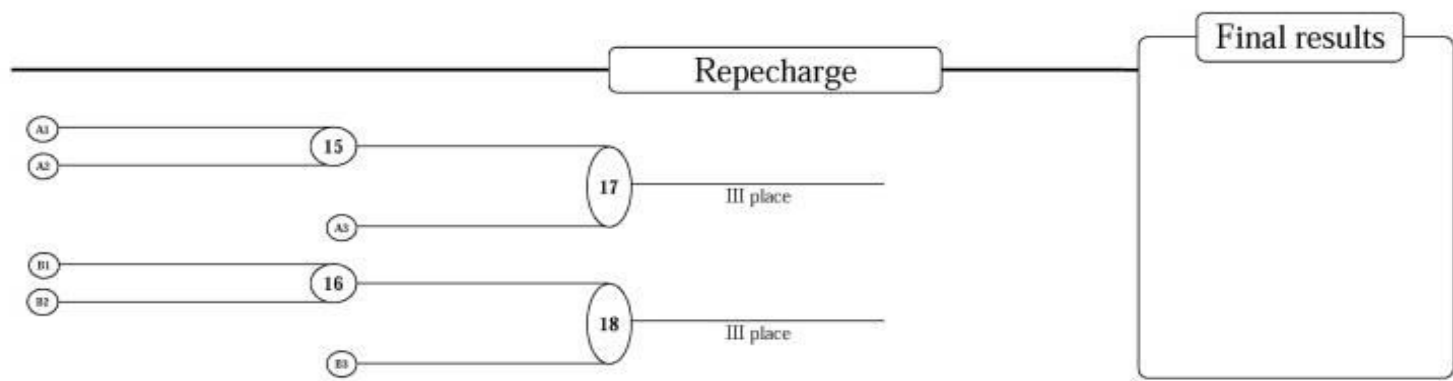 Final results
Repecharge
A1
15
A2
17
III place
A3
B1
16
B2
18
III place
B3